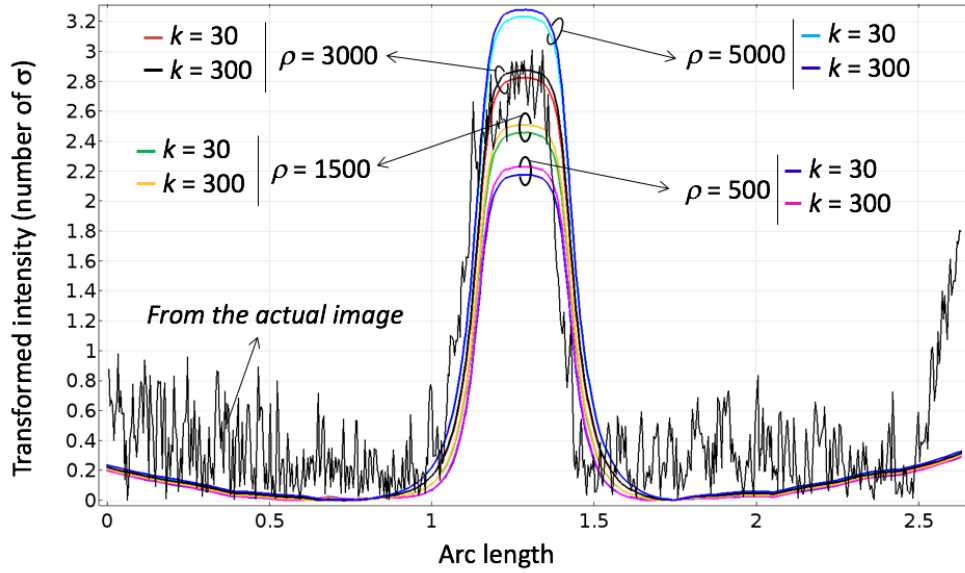 Transformed intensity (number of σ)
3.2
3
2.8
2.6
2.4
2.2
2
1.8
1.6
1.4
1.2
1
0.8
0.6
0.4
0.2
0
k = 30
k = 300
ρ = 3000
ρ = 5000
k = 30
k = 300
k = 30
k = 300
ρ = 1500
ρ = 500
k = 30
k = 300
From the actual image
0
0.5
1
1.5
2
2.5
Arc length